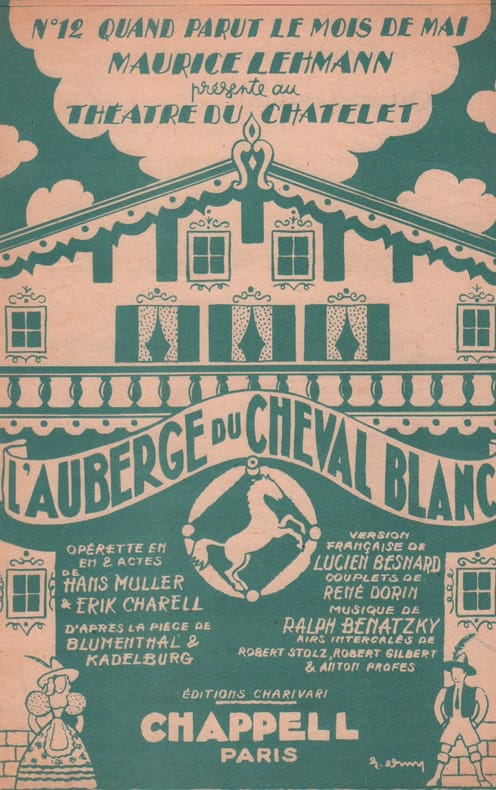 N°12 QUAND PARUT LE MOIS DE MAI
MAURICE LEHMANN
présente au
THÉATRE DU CHATELET
L'AUBERGE DU CHEVAL BLANC
OPÉRETTE EN
EN 2 ACTES
DE
HANS MULLER
& ERIK CHARELL
D'APRÈS LA PIÈCE DE
BLUMENTHAL &
KADELBURG
VERSION
FRANÇAISE DE
LUCIEN BESNARD
COUPLETS DE
RENÉ DORIN
MUSIQUE DE
RALPH BENATZKY
AIRS INTERCALÉS DE
ROBERT STOLZ, ROBERT GILBERT
& ANTON PROFES
ÉDITIONS CHARIVARI
CHAPPELL
PARIS